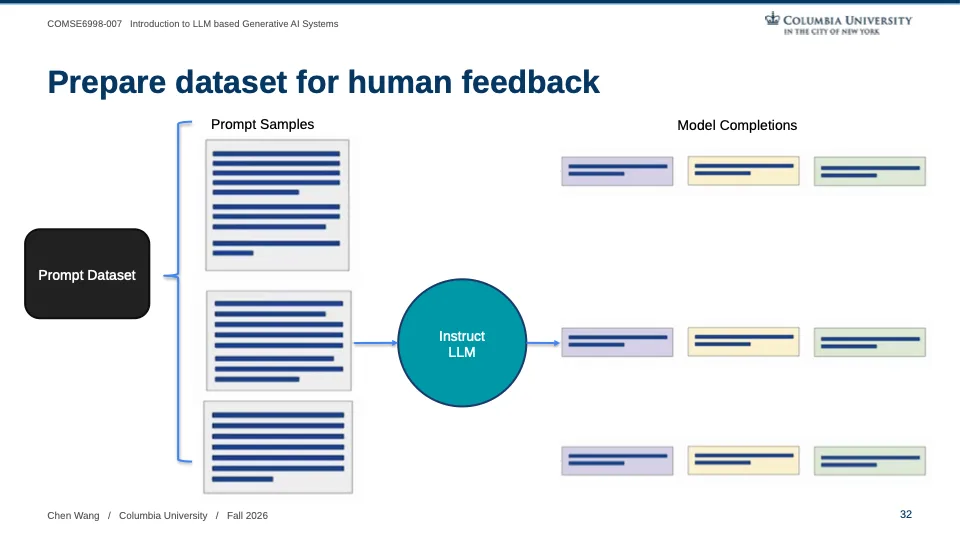 COMSE6998-007 Introduction to LLM based Generative AI Systems
COLUMBIA UNIVERSITY
IN THE CITY OF NEW YORK
Prepare dataset for human feedback
Prompt Samples
Model Completions
Prompt Dataset
Instruct
LLM
Chen Wang / Columbia University / Fall 2026
32